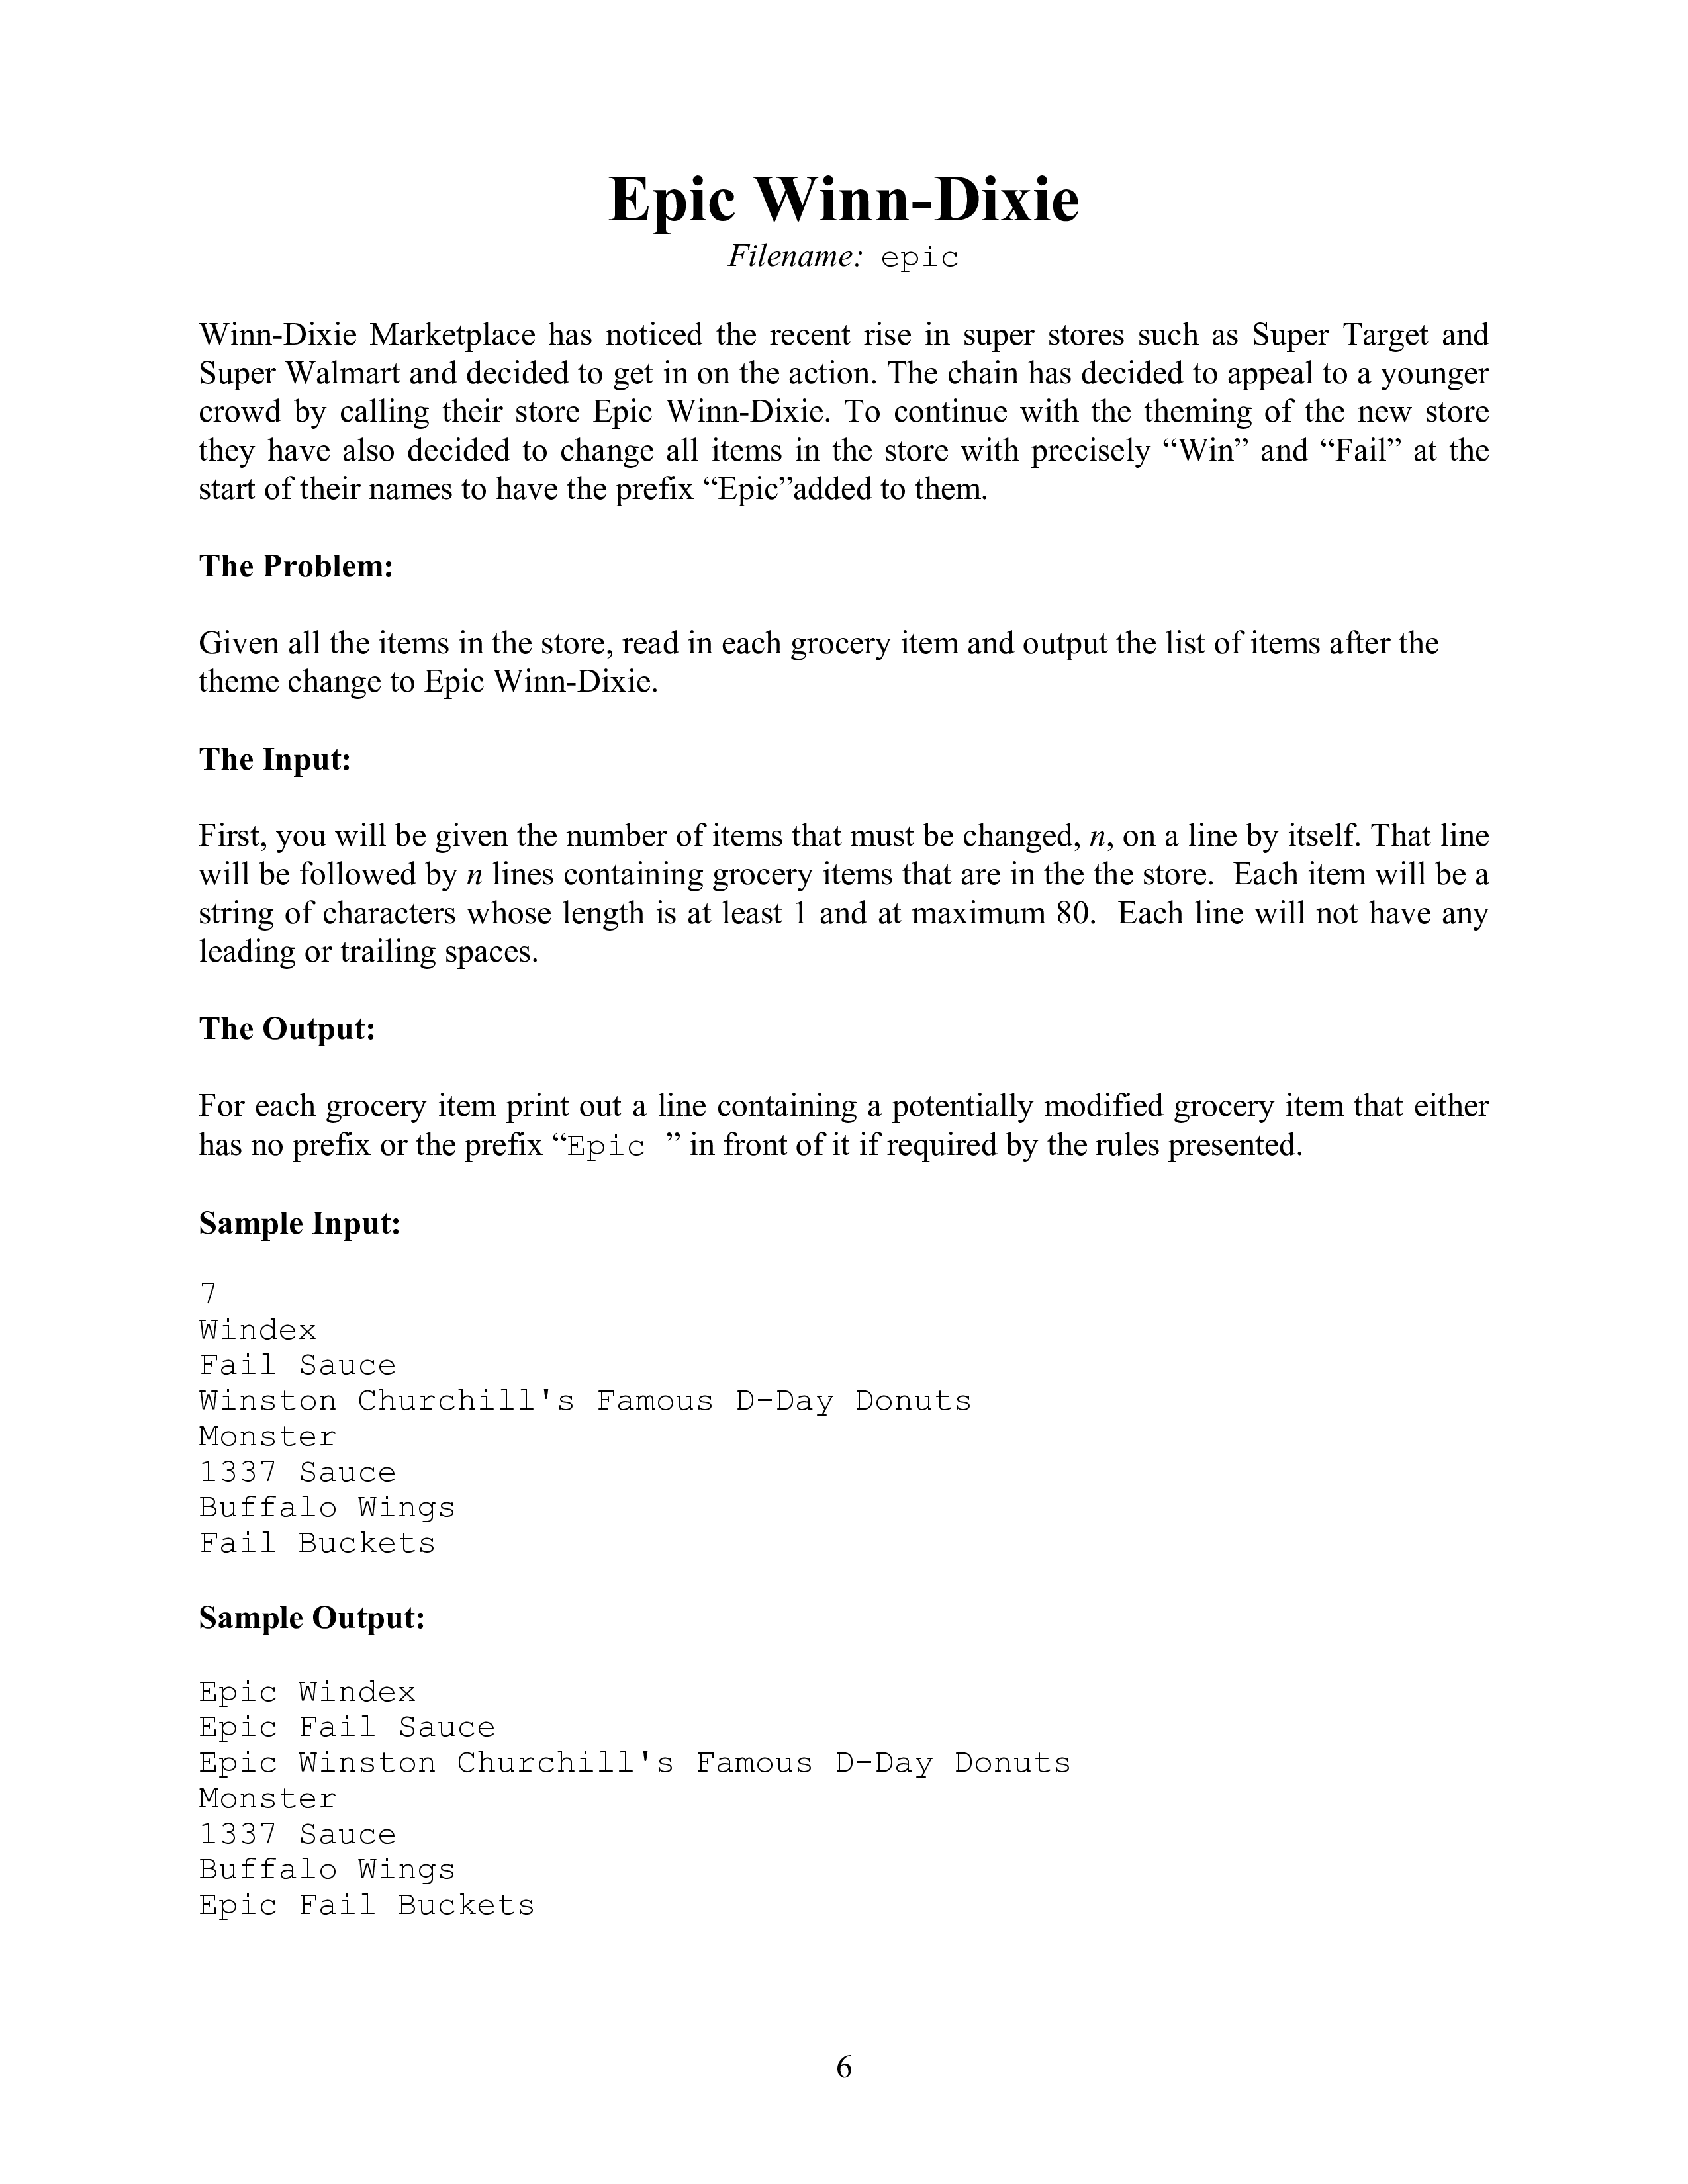 Epic Winn-Dixie
Filename: epic
Winn-Dixie Marketplace has noticed the recent rise in super stores such as Super Target and
Super Walmart and decided to get in on the action. The chain has decided to appeal to a younger
crowd by calling their store Epic Winn-Dixie. To continue with the theming of the new store
they have also decided to change all items in the store with precisely “Win” and “Fail” at the
start of their names to have the prefix “Epic”added to them.
The Problem:
Given all the items in the store, read in each grocery item and output the list of items after the
theme change to Epic Winn-Dixie.
The Input:
First, you will be given the number of items that must be changed, n, on a line by itself. That line
will be followed by n lines containing grocery items that are in the the store.  Each item will be a
string of characters whose length is at least 1 and at maximum 80.  Each line will not have any
leading or trailing spaces.
The Output:
For each grocery item print out a line containing a potentially modified grocery item that either
has no prefix or the prefix “Epic ” in front of it if required by the rules presented.
Sample Input:
7
Windex
Fail Sauce
Winston Churchill's Famous D-Day Donuts
Monster
1337 Sauce
Buffalo Wings
Fail Buckets
Sample Output:
Epic Windex
Epic Fail Sauce
Epic Winston Churchill's Famous D-Day Donuts
Monster
1337 Sauce
Buffalo Wings
Epic Fail Buckets
6